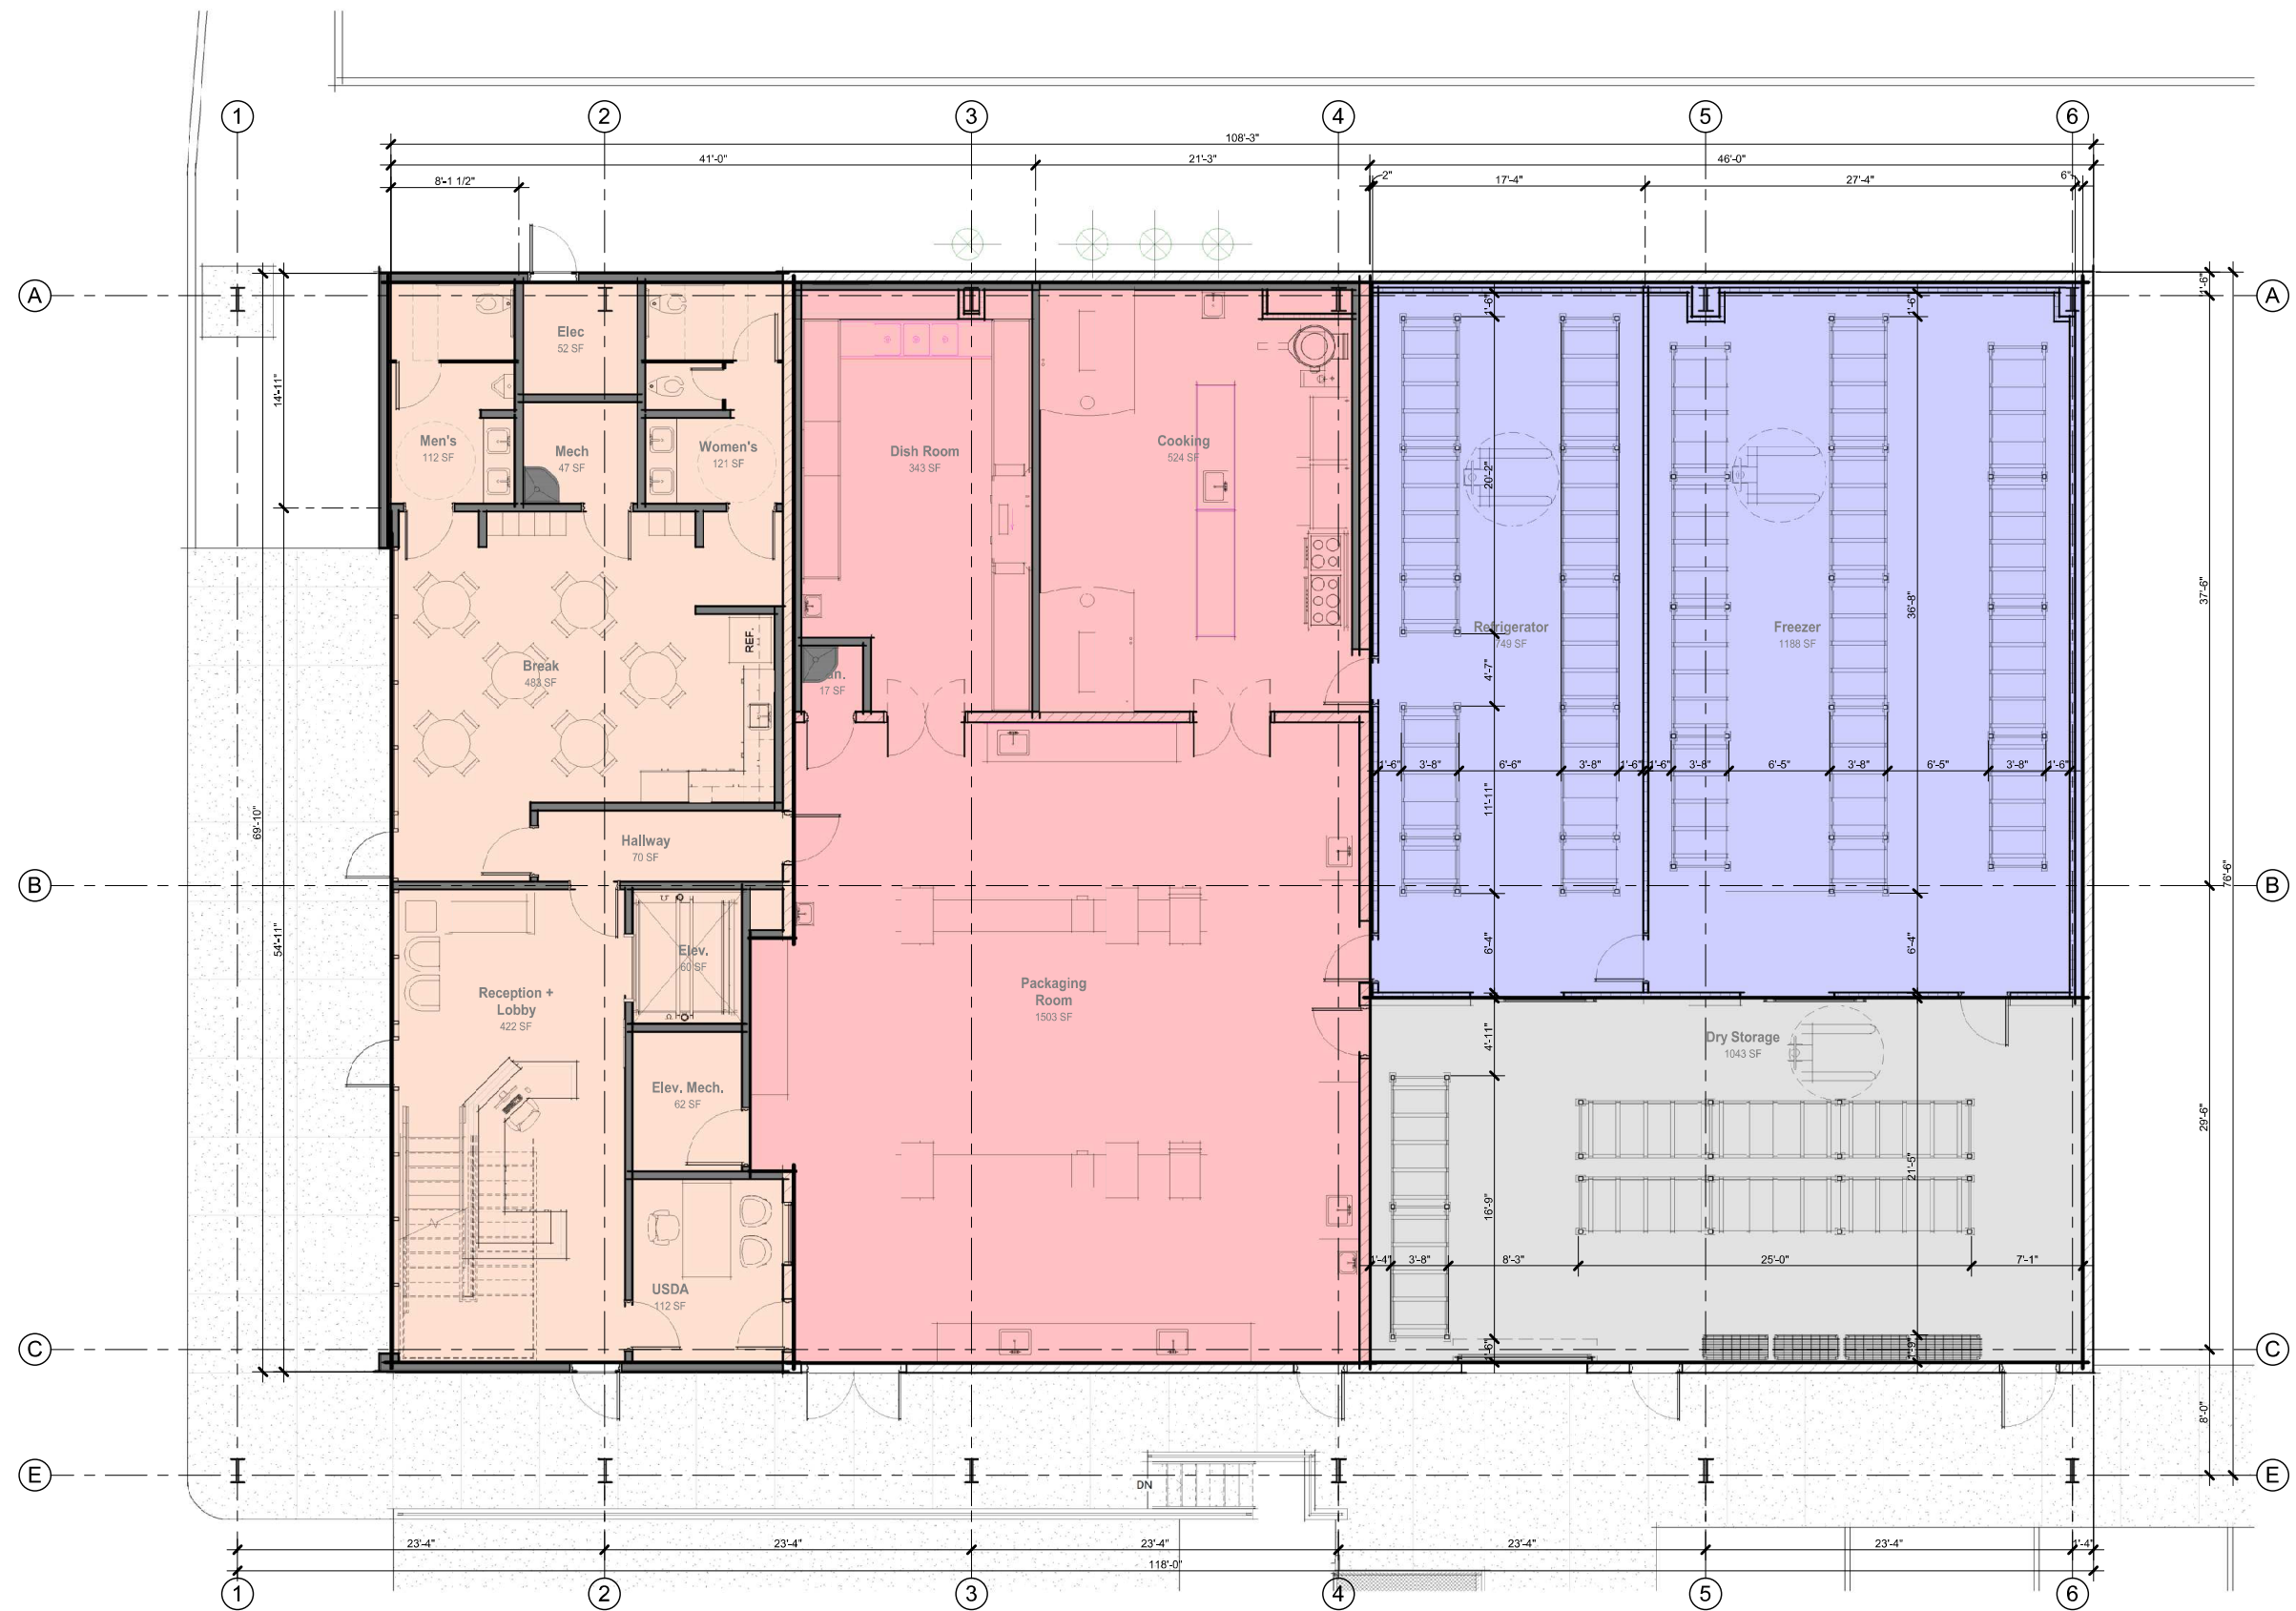 1 2 3 4 5 6
108'-3"
41'-0" 21'-3" 46'-0"
8'-1 1/2" 2" 17'-4" 27'-4" 6"
A A
1'-6" 1'-6" 1'-6"
Elec
52 SF
14'-11"
Men's
112 SF
Mech
47 SF
Women's
121 SF
Dish Room
343 SF
Cooking
524 SF
20'-2"
37'-6"
36'-8"
REF.
Break
483 SF
17 SF
Refrigerator
749 SF
Freezer
1188 SF
4'-7"
1'-6" 3'-8" 6'-6" 3'-8" 1'-6" 1'-6" 3'-8" 6'-5" 3'-8" 6'-5" 3'-8" 1'-6"
11'-11"
69'-10"
Hallway
70 SF
B B
76'-6"
54'-11"
Elev.
60 SF
6'-4" 6'-4"
Reception +
Lobby
422 SF
Packaging
Room
1503 SF
4'-11"
Dry Storage
1043 SF
Elev. Mech.
62 SF
29'-6"
16'-9"
21'-5"
1'-4" 3'-8" 8'-3" 25'-0" 7'-1"
USDA
112 SF
C C
1'-6" 1'-9"
8'-0"
E E
DN
23'-4" 23'-4" 23'-4" 23'-4" 23'-4" 1'-4"
118'-0"
1 2 3 4 5 6